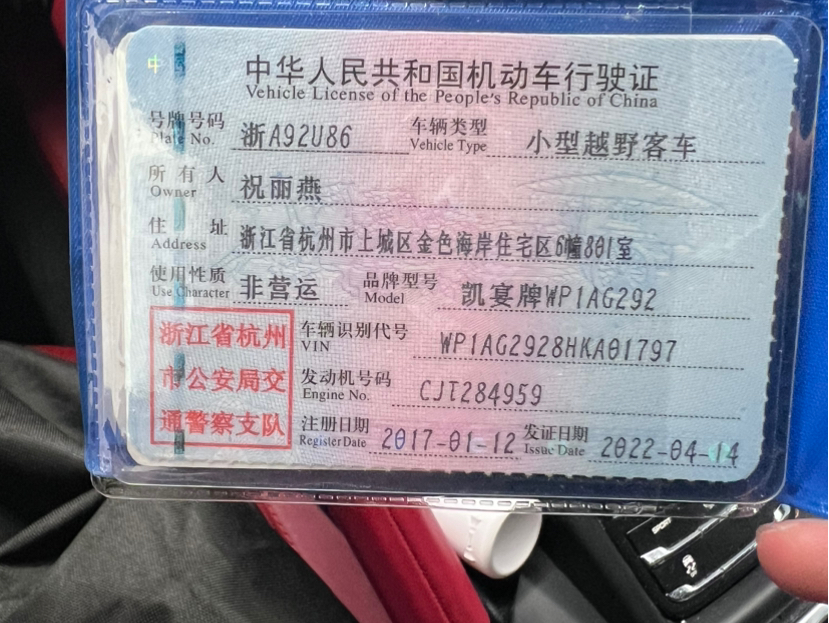 中华人民共和国机动车行驶证
Vehicle License of the People's Republic of China
号牌号码 浙A92U86 车辆类型 小型越野客车
Plate No. Vehicle Type
所有人 祝丽燕
Owner
住址 浙江省杭州市上城区金色海岸住宅区6幢801室
Address
使用性质 非营运 品牌型号 凯宴牌WP1AG292
Use Character Model
浙江省杭州
市公安局交
通警察支队
车辆识别代号 WP1AG2928HKA01797
VIN
发动机号码 CJT284959
Engine No.
注册日期 2017-01-12 发证日期 2022-04-14
Register Date Issue Date